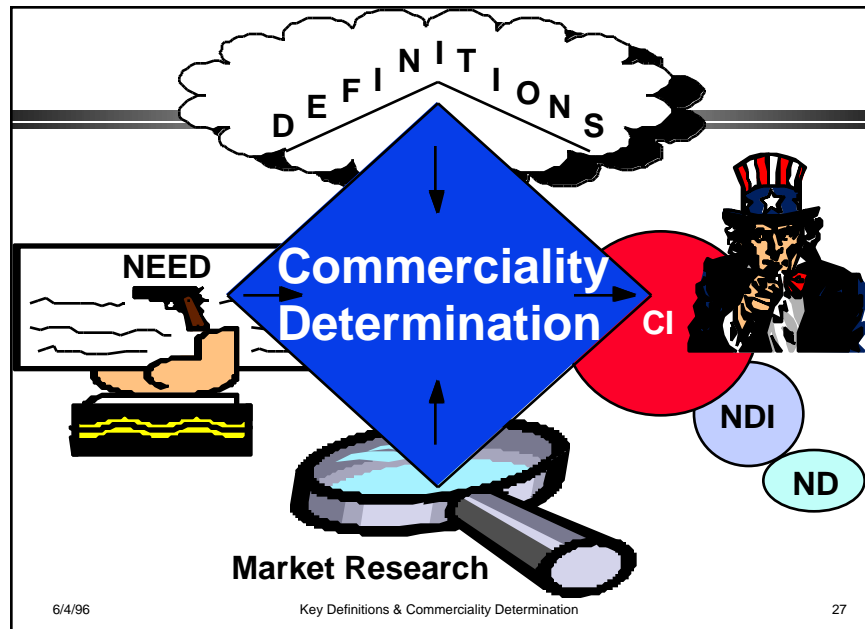 DEFINITIONS
NEED
Commerciality
Determination
CI
NDI
ND
Market Research
6/4/96 Key Definitions & Commerciality Determination 27